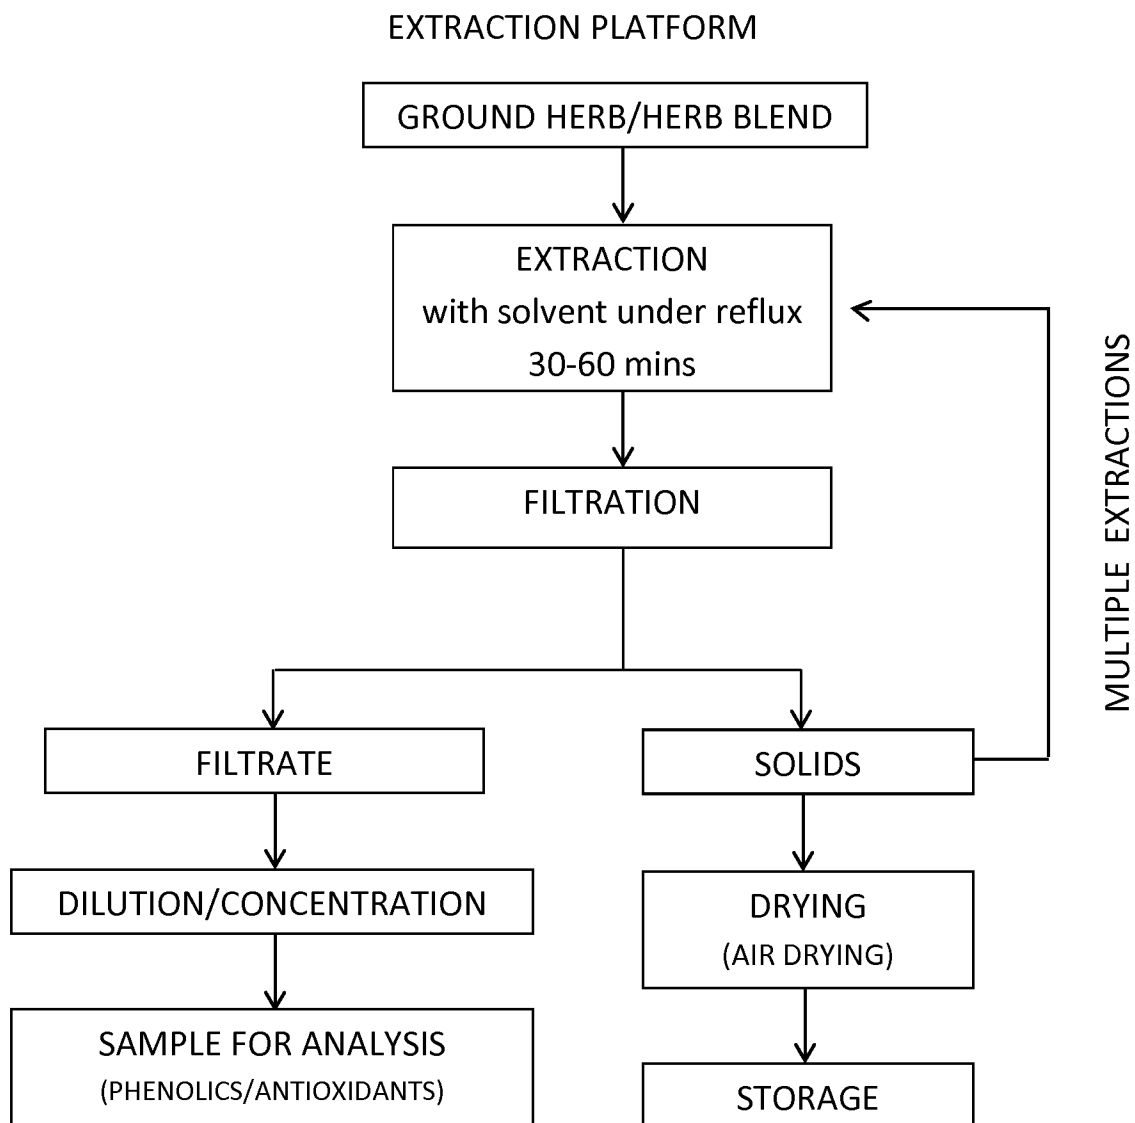 EXTRACTION PLATFORM
GROUND HERB/HERB BLEND
EXTRACTION
with solvent under reflux
30-60 mins
MULTIPLE EXTRACTIONS
FILTRATION
FILTRATE
SOLIDS
DILUTION/CONCENTRATION
DRYING
(AIR DRYING)
SAMPLE FOR ANALYSIS
(PHENOLICS/ANTIOXIDANTS)
STORAGE